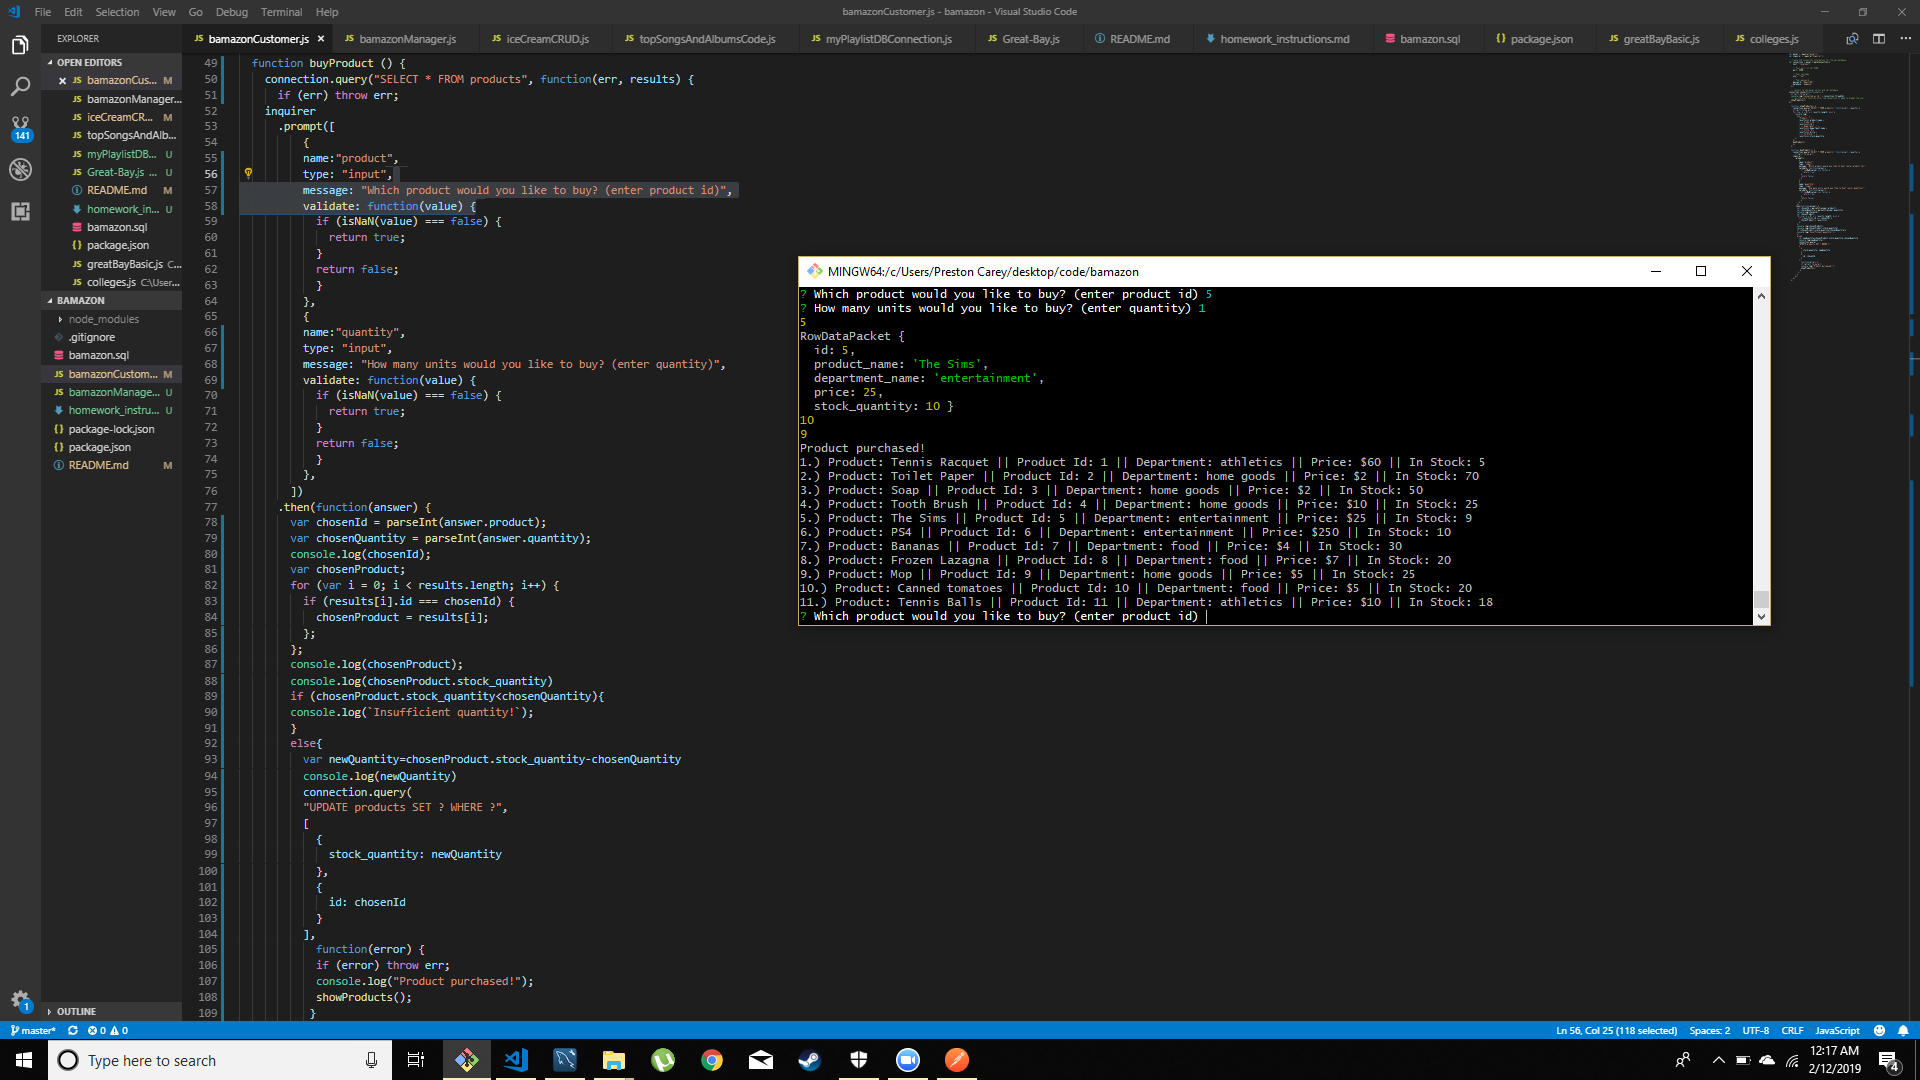 File Edit Selection View Go Debug Terminal Help
bamazonCustomer.js - bamazon - Visual Studio Code
EXPLORER
JS bamazonCustomer.js ×
JS bamazonManager.js
JS iceCreamCRUD.js
JS topSongsAndAlbumsCode.js
JS myPlaylistDBConnection.js
JS Great-Bay.js
README.md
homework_instructions.md
bamazon.sql
{} package.json
JS greatBayBasic.js
JS colleges.js
OPEN EDITORS
× JS bamazonCus... M
JS bamazonManager...
JS iceCreamCR... M
JS topSongsAndAlb...
JS myPlaylistDB... U
JS Great-Bay.js ... U
README.md M
homework_in... U
bamazon.sql
{} package.json
JS greatBayBasic.js C...
JS colleges.js C:\User...
BAMAZON
node_modules
.gitignore
bamazon.sql
JS bamazonCustom... M
JS bamazonManage... U
homework_instru... U
{} package-lock.json
{} package.json
README.md M
OUTLINE
141
1
49 function buyProduct () {
50 connection.query("SELECT * FROM products", function(err, results) {
51 if (err) throw err;
52 inquirer
53 .prompt([
54 {
55 name:"product",
56 type: "input",
57 message: "Which product would you like to buy? (enter product id)",
58 validate: function(value) {
59 if (isNaN(value) === false) {
60 return true;
61 }
62 return false;
63 }
64 },
65 {
66 name:"quantity",
67 type: "input",
68 message: "How many units would you like to buy? (enter quantity)",
69 validate: function(value) {
70 if (isNaN(value) === false) {
71 return true;
72 }
73 return false;
74 }
75 },
76 ])
77 .then(function(answer) {
78 var chosenId = parseInt(answer.product);
79 var chosenQuantity = parseInt(answer.quantity);
80 console.log(chosenId);
81 var chosenProduct;
82 for (var i = 0; i < results.length; i++) {
83 if (results[i].id === chosenId) {
84 chosenProduct = results[i];
85 };
86 };
87 console.log(chosenProduct);
88 console.log(chosenProduct.stock_quantity)
89 if (chosenProduct.stock_quantity<chosenQuantity){
90 console.log(`Insufficient quantity!`);
91 }
92 else{
93 var newQuantity=chosenProduct.stock_quantity-chosenQuantity
94 console.log(newQuantity)
95 connection.query(
96 "UPDATE products SET ? WHERE ?",
97 [
98 {
99 stock_quantity: newQuantity
100 },
101 {
102 id: chosenId
103 }
104 ],
105 function(error) {
106 if (error) throw err;
107 console.log("Product purchased!");
108 showProducts();
109 }
MINGW64:/c/Users/Preston Carey/desktop/code/bamazon
? Which product would you like to buy? (enter product id) 5
? How many units would you like to buy? (enter quantity) 1
5
RowDataPacket {
id: 5,
product_name: 'The Sims',
department_name: 'entertainment',
price: 25,
stock_quantity: 10 }
10
9
Product purchased!
1.) Product: Tennis Racquet || Product Id: 1 || Department: athletics || Price: $60 || In Stock: 5
2.) Product: Toilet Paper || Product Id: 2 || Department: home goods || Price: $2 || In Stock: 70
3.) Product: Soap || Product Id: 3 || Department: home goods || Price: $2 || In Stock: 50
4.) Product: Tooth Brush || Product Id: 4 || Department: home goods || Price: $10 || In Stock: 25
5.) Product: The Sims || Product Id: 5 || Department: entertainment || Price: $25 || In Stock: 9
6.) Product: PS4 || Product Id: 6 || Department: entertainment || Price: $250 || In Stock: 10
7.) Product: Bananas || Product Id: 7 || Department: food || Price: $4 || In Stock: 30
8.) Product: Frozen Lazagna || Product Id: 8 || Department: food || Price: $7 || In Stock: 20
9.) Product: Mop || Product Id: 9 || Department: home goods || Price: $5 || In Stock: 25
10.) Product: Canned tomatoes || Product Id: 10 || Department: food || Price: $5 || In Stock: 20
11.) Product: Tennis Balls || Product Id: 11 || Department: athletics || Price: $10 || In Stock: 18
? Which product would you like to buy? (enter product id)
master* 0 0
Ln 56, Col 25 (118 selected) Spaces: 2 UTF-8 CRLF JavaScript
Type here to search
12:17 AM
2/12/2019
4